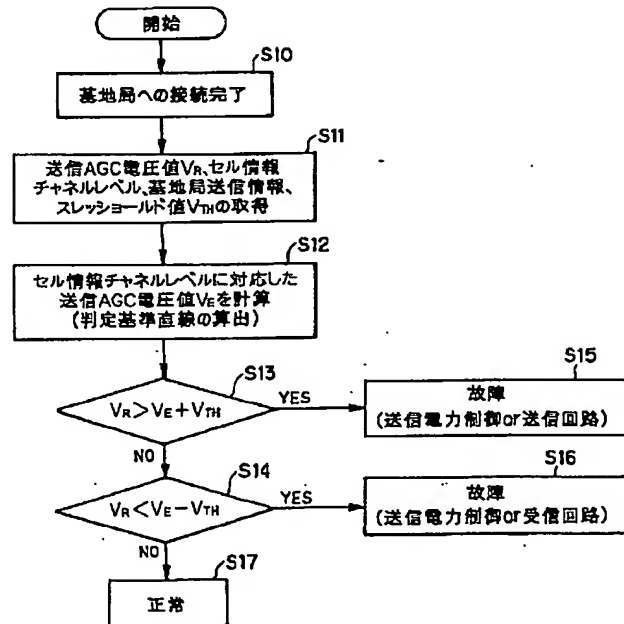 開始
S10
基地局への接続完了
S11
送信AGC電圧値VR、セル情報
チャネルレベル、基地局送信情報、
スレッショールド値VTHの取得
S12
セル情報チャネルレベルに対応した
送信AGC電圧値VEを計算
(判定基準直線の算出)
S13
VR>VE+VTH
YES
S15
故障
(送信電力制御or送信回路)
NO
S14
VR<VE-VTH
YES
S16
故障
(送信電力制御or受信回路)
NO
S17
正常